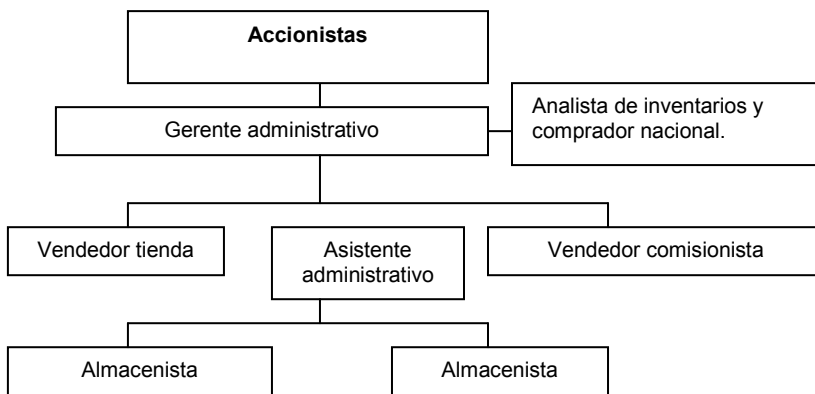 Accionistas
Gerente administrativo
Analista de inventarios y
comprador nacional.
Vendedor tienda
Asistente
administrativo
Vendedor comisionista
Almacenista
Almacenista